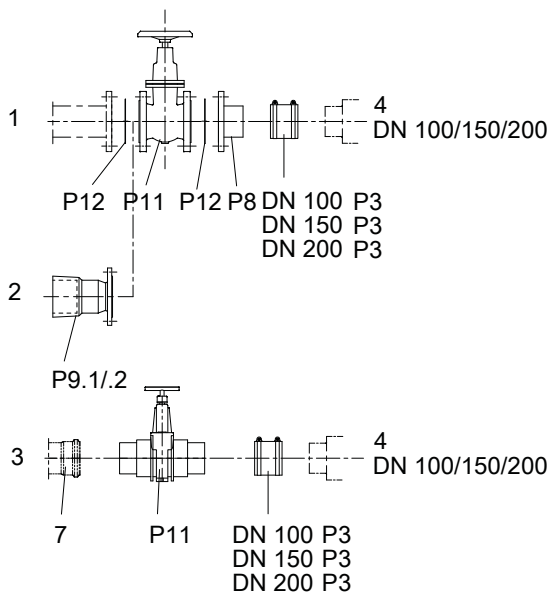 1
4
DN 100/150/200
P12 P11 P12 P8 DN 100 P3
DN 150 P3
DN 200 P3
2
P9.1/.2
3
4
DN 100/150/200
7 P11 DN 100 P3
DN 150 P3
DN 200 P3